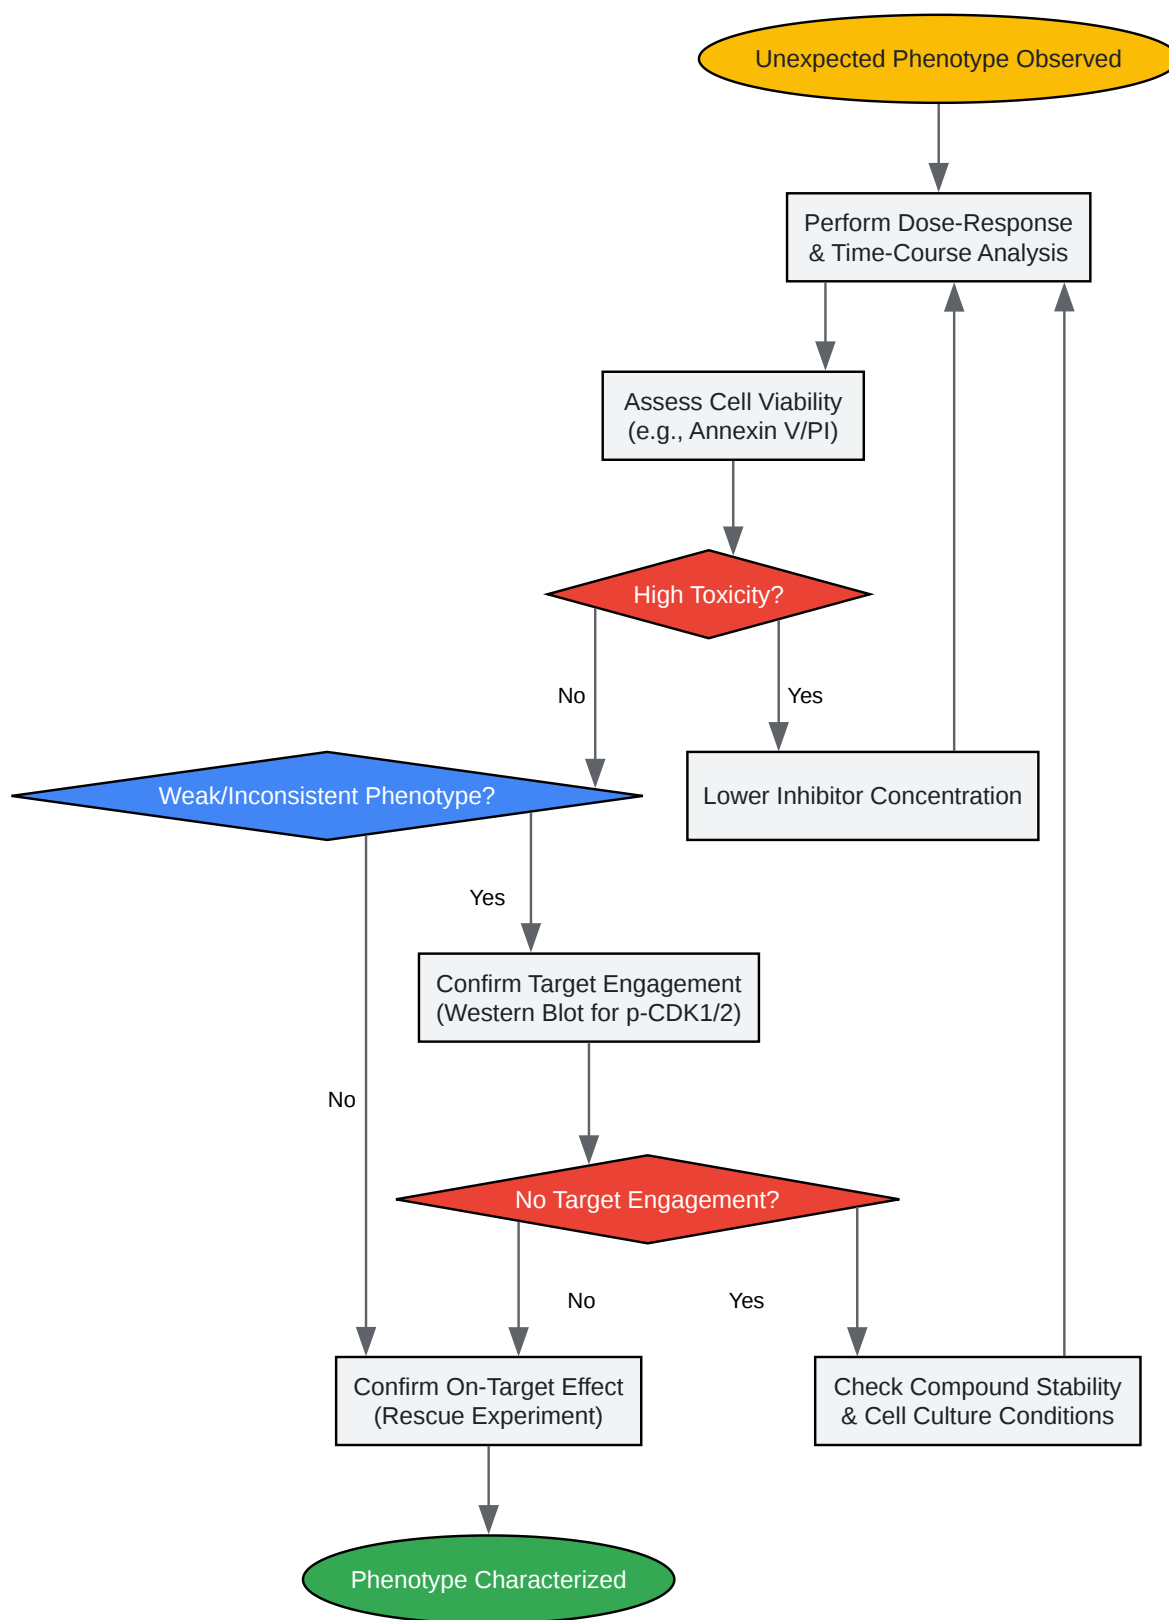 Unexpected Phenotype Observed
Perform Dose-Response
& Time-Course Analysis
Assess Cell Viability
(e.g., Annexin V/PI)
High Toxicity?
No
Yes
Weak/Inconsistent Phenotype?
Lower Inhibitor Concentration
Yes
Confirm Target Engagement
(Western Blot for p-CDK1/2)
No
No Target Engagement?
No
Yes
Confirm On-Target Effect
(Rescue Experiment)
Check Compound Stability
& Cell Culture Conditions
Phenotype Characterized